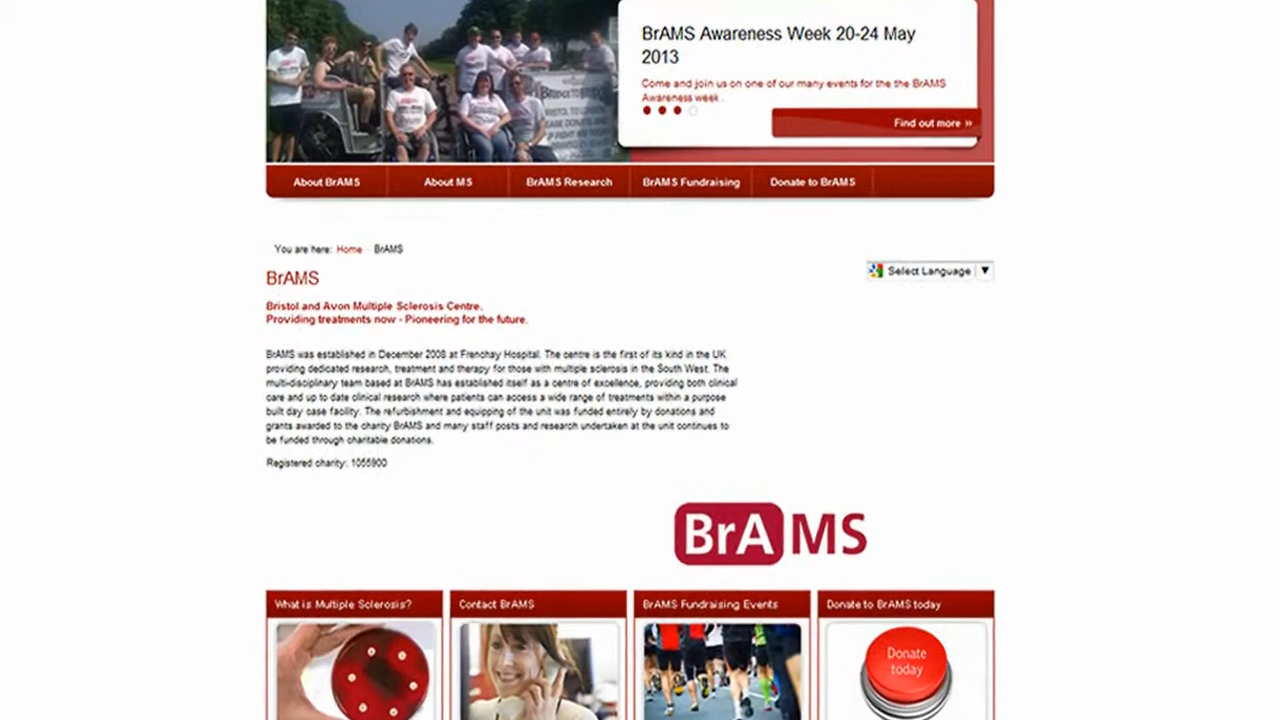 BrAMS Awareness Week 20-24 May
2013
Come and join us on one of our many events for the the BrAMS
Awareness week .
Find out more »
About BrAMS
About MS
BrAMS Research
BrAMS Fundraising
Donate to BrAMS
You are here: Home BrAMS
Select Language ▼
BrAMS
Bristol and Avon Multiple Sclerosis Centre.
Providing treatments now - Pioneering for the future.
BrAMS was established in December 2008 at Frenchay Hospital. The centre is the first of its kind in the UK
providing dedicated research, treatment and therapy for those with multiple sclerosis in the South West. The
multi-disciplinary team based at BrAMS has established itself as a centre of excellence, providing both clinical
care and up to date clinical research where patients can access a wide range of treatments within a purpose
built day case facility. The refurbishment and equipping of the unit was funded entirely by donations and
grants awarded to the charity BrAMS and many staff posts and research undertaken at the unit continues to
be funded through charitable donations.
Registered charity: 1055900
BrAMS
What is Multiple Sclerosis?
Contact BrAMS
BrAMS Fundraising Events
Donate to BrAMS today
Donate
today